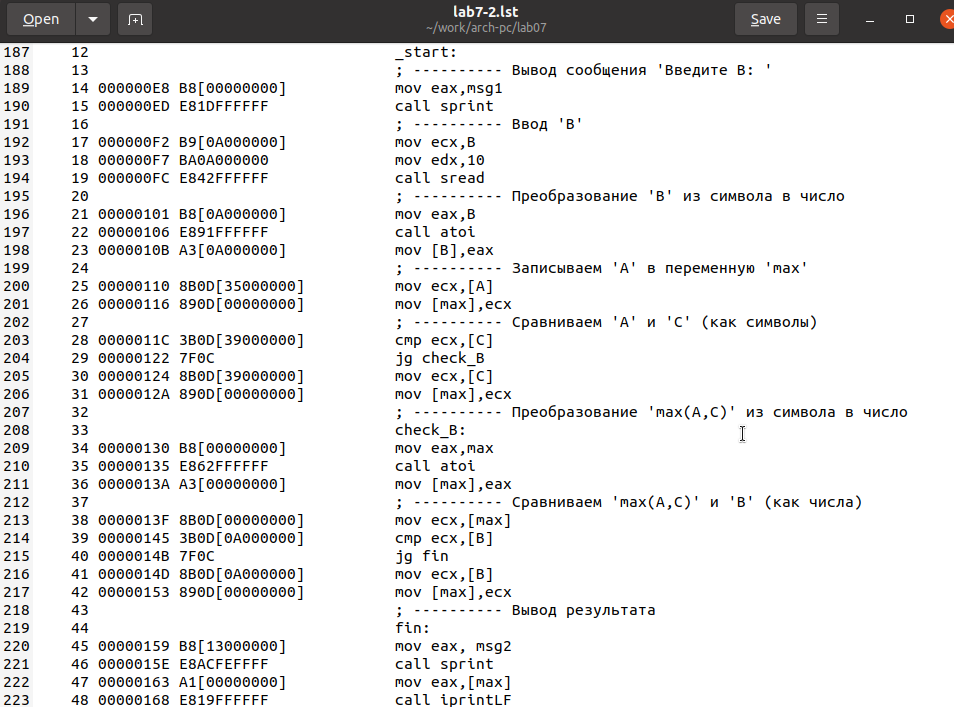 Open
lab7-2.lst
~/work/arch-pc/lab07
Save
187 12 _start:
188 13 ; ---------- Вывод сообщения 'Введите B: '
189 14 000000E8 B8[00000000] mov eax,msg1
190 15 000000ED E81DFFFFFF call sprint
191 16 ; ---------- Ввод 'B'
192 17 000000F2 B9[0A000000] mov ecx,B
193 18 000000F7 BA0A000000 mov edx,10
194 19 000000FC E842FFFFFF call sread
195 20 ; ---------- Преобразование 'B' из символа в число
196 21 00000101 B8[0A000000] mov eax,B
197 22 00000106 E891FFFFFF call atoi
198 23 0000010B A3[0A000000] mov [B],eax
199 24 ; ---------- Записываем 'A' в переменную 'max'
200 25 00000110 8B0D[35000000] mov ecx,[A]
201 26 00000116 890D[00000000] mov [max],ecx
202 27 ; ---------- Сравниваем 'A' и 'C' (как символы)
203 28 0000011C 3B0D[39000000] cmp ecx,[C]
204 29 00000122 7F0C jg check_B
205 30 00000124 8B0D[39000000] mov ecx,[C]
206 31 0000012A 890D[00000000] mov [max],ecx
207 32 ; ---------- Преобразование 'max(A,C)' из символа в число
208 33 check_B:
209 34 00000130 B8[00000000] mov eax,max
210 35 00000135 E862FFFFFF call atoi
211 36 0000013A A3[00000000] mov [max],eax
212 37 ; ---------- Сравниваем 'max(A,C)' и 'B' (как числа)
213 38 0000013F 8B0D[00000000] mov ecx,[max]
214 39 00000145 3B0D[0A000000] cmp ecx,[B]
215 40 0000014B 7F0C jg fin
216 41 0000014D 8B0D[0A000000] mov ecx,[B]
217 42 00000153 890D[00000000] mov [max],ecx
218 43 ; ---------- Вывод результата
219 44 fin:
220 45 00000159 B8[13000000] mov eax, msg2
221 46 0000015E E8ACFEFFFF call sprint
222 47 00000163 A1[00000000] mov eax,[max]
223 48 00000168 E819FFFFFF call iprintLF